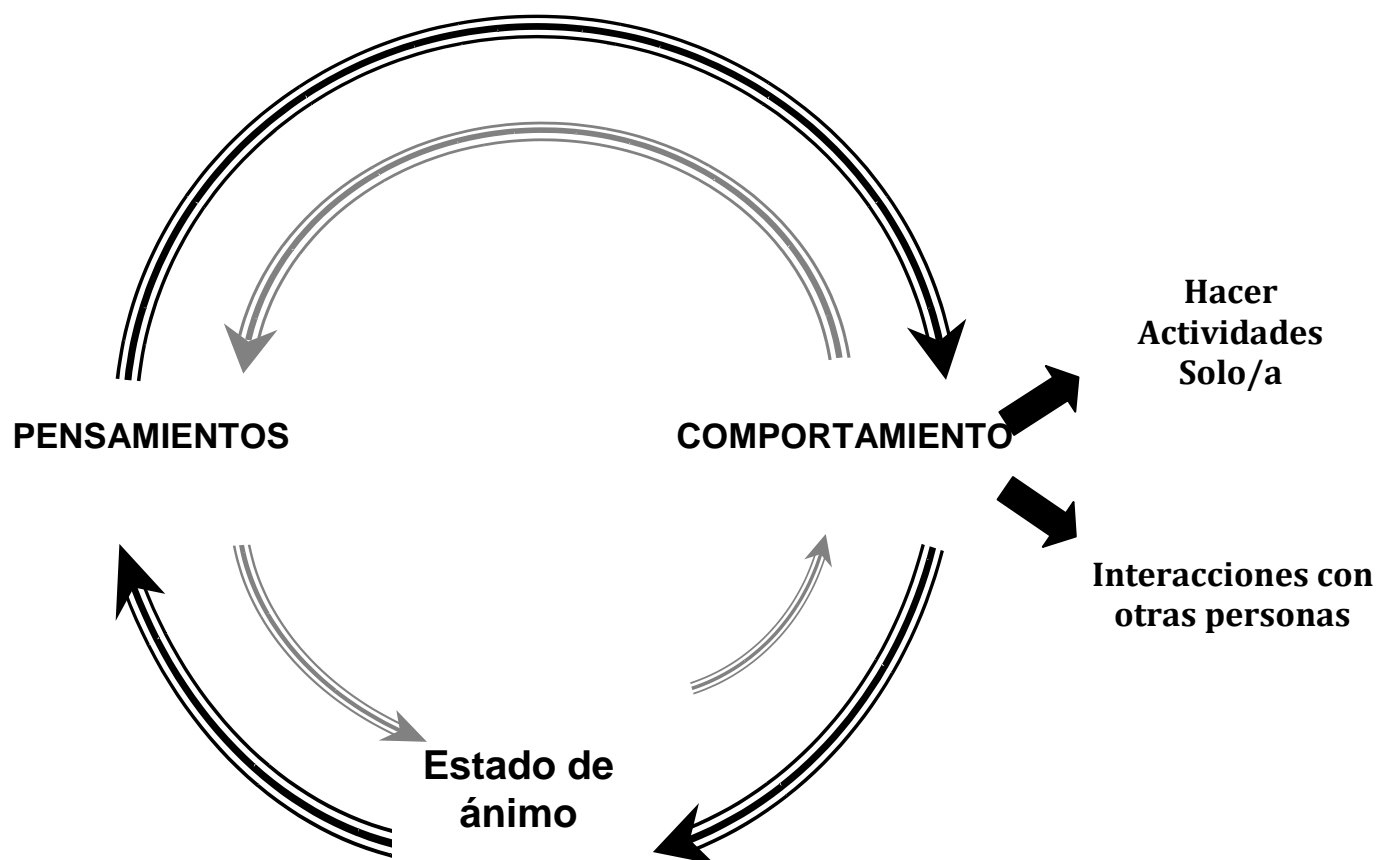 Hacer
Actividades
Solo/a
PENSAMIENTOS
COMPORTAMIENTO
Interacciones con
otras personas
Estado de
ánimo